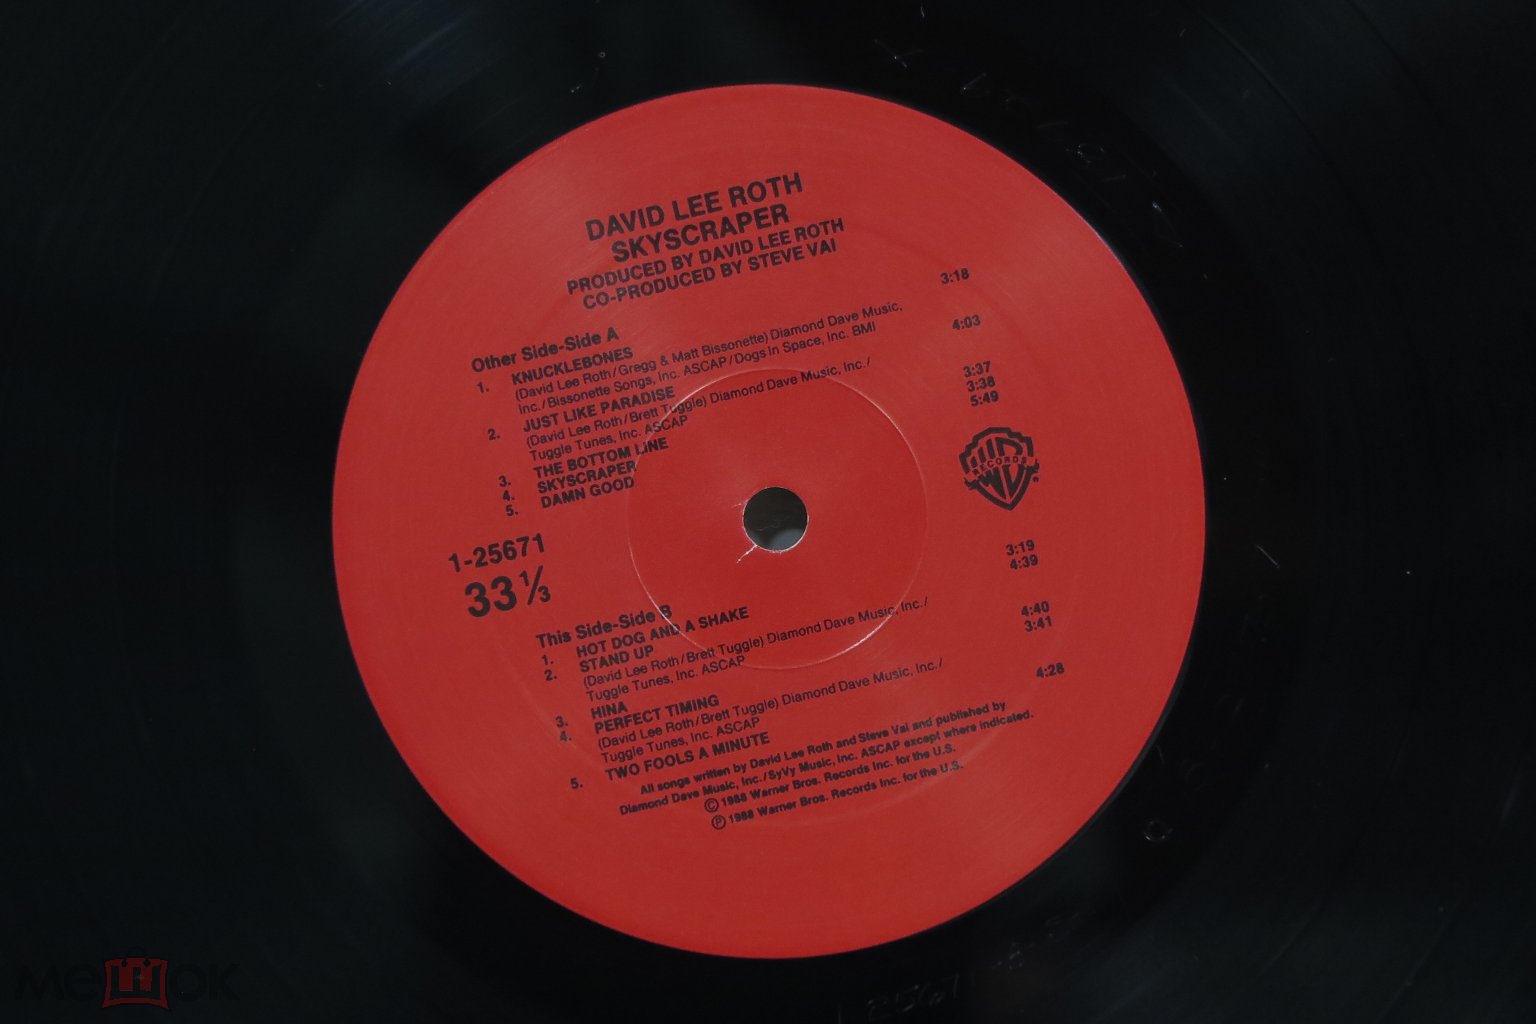 DAVID LEE ROTH
SKYSCRAPER
PRODUCED BY DAVID LEE ROTH
CO-PRODUCED BY STEVE VAI
Other Side-Side A
1. KNUCKLEBONES 3:18
(David Lee Roth/Gregg & Matt Bissonette) Diamond Dave Music,
Inc./Bissonette Songs, Inc. ASCAP/Dogs In Space, Inc. BMI
2. JUST LIKE PARADISE 4:03
(David Lee Roth/Brett Tuggle) Diamond Dave Music, Inc./
Tuggle Tunes, Inc. ASCAP
3. THE BOTTOM LINE 3:37
4. SKYSCRAPER 3:38
5. DAMN GOOD 5:49
W RECORDS ®
1-25671
33⅓
This Side-Side B
1. HOT DOG AND A SHAKE 3:19
2. STAND UP 4:39
(David Lee Roth/Brett Tuggle) Diamond Dave Music, Inc./
Tuggle Tunes, Inc. ASCAP
3. HINA 4:40
4. PERFECT TIMING 3:41
(David Lee Roth/Brett Tuggle) Diamond Dave Music, Inc./
Tuggle Tunes, Inc. ASCAP
5. TWO FOOLS A MINUTE 4:28
All songs written by David Lee Roth and Steve Vai and published by
Diamond Dave Music, Inc./SyVy Music, Inc. ASCAP except where indicated.
© 1988 Warner Bros. Records Inc. for the U.S.
℗ 1988 Warner Bros. Records Inc. for the U.S.
мешок